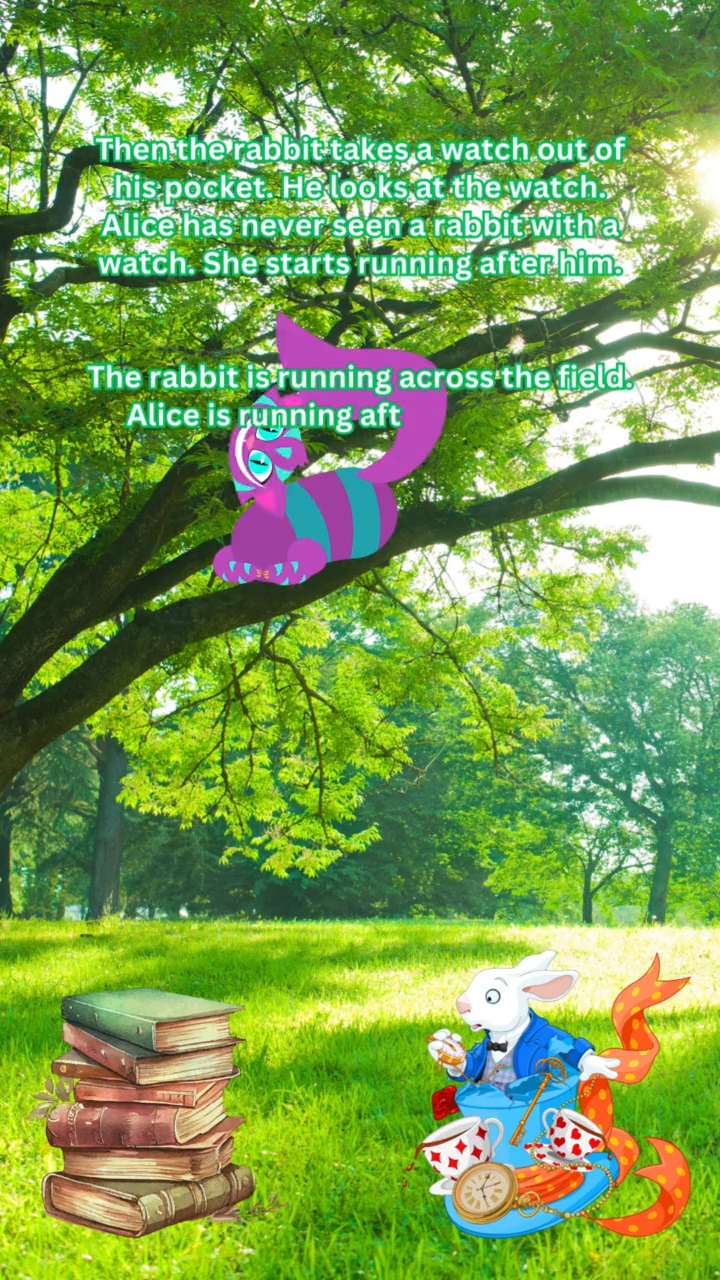 Then the rabbit takes a watch out of
his pocket. He looks at the watch.
Alice has never seen a rabbit with a
watch. She starts running after him.
The rabbit is running across the field.
Alice is running aft